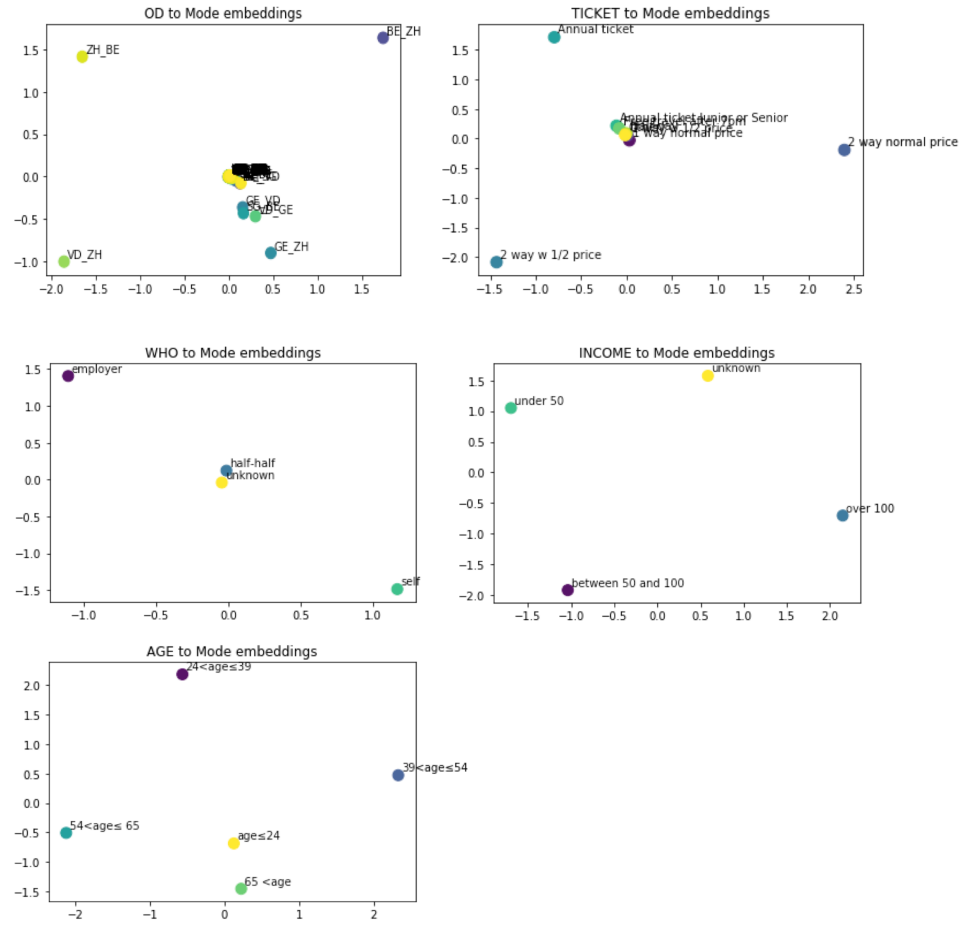 OD to Mode embeddings
BE_ZH
1.5
ZH_BE
1.0
0.5
0.0
GE_VD
VD_GE
−0.5
GE_ZH
−1.0
VD_ZH
−2.0 −1.5 −1.0 −0.5 0.0 0.5 1.0 1.5
TICKET to Mode embeddings
Annual ticket
1.5
1.0
0.5
Annual ticket Junior or Senior
1 way normal price
0.0
2 way normal price
−0.5
−1.0
−1.5
−2.0
2 way w 1/2 price
−1.5 −1.0 −0.5 0.0 0.5 1.0 1.5 2.0 2.5
WHO to Mode embeddings
1.5
employer
1.0
0.5
half-half
unknown
0.0
−0.5
−1.0
−1.5
self
−1.0 −0.5 0.0 0.5 1.0
INCOME to Mode embeddings
unknown
1.5
under 50
1.0
0.5
0.0
−0.5
over 100
−1.0
−1.5
between 50 and 100
−2.0
−1.5 −1.0 −0.5 0.0 0.5 1.0 1.5 2.0
AGE to Mode embeddings
24<age≤39
2.0
1.5
1.0
39<age≤54
0.5
0.0
54<age≤ 65
−0.5
age≤24
−1.0
65 <age
−1.5
−2 −1 0 1 2